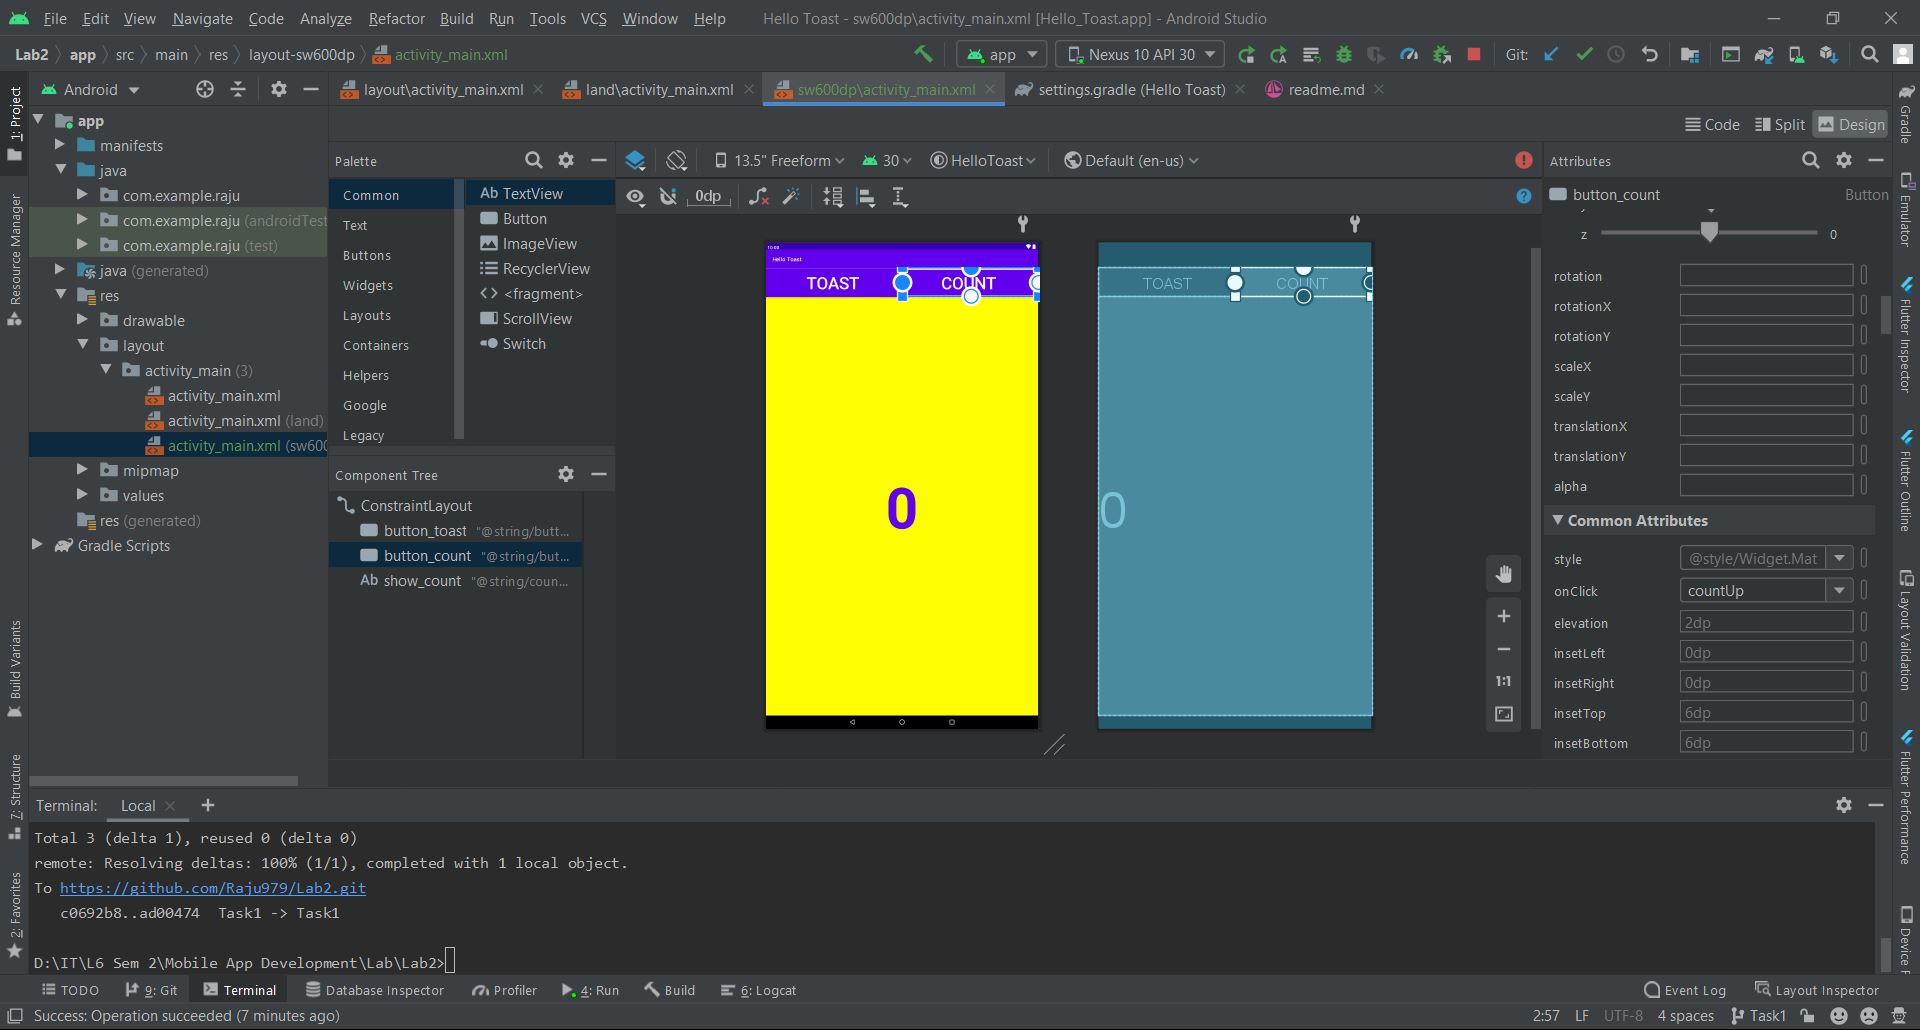 File Edit View Navigate Code Analyze Refactor Build Run Tools VCS Window Help Hello Toast - sw600dp\activity_main.xml [Hello_Toast.app] - Android Studio
Lab2 app src main res layout-sw600dp activity_main.xml app Nexus 10 API 30 Git:
Android layout\activity_main.xml land\activity_main.xml sw600dp\activity_main.xml settings.gradle (Hello Toast) readme.md
Code Split Design
1: Project
Resource Manager
Build Variants
7: Structure
2: Favorites
app
manifests
java
com.example.raju
com.example.raju (androidTest
com.example.raju (test)
java (generated)
res
drawable
layout
activity_main (3)
activity_main.xml
activity_main.xml (land)
activity_main.xml (sw600
mipmap
values
res (generated)
Gradle Scripts
Palette
Common
Text
Buttons
Widgets
Layouts
Containers
Helpers
Google
Legacy
Ab TextView
Button
ImageView
RecyclerView
<fragment>
ScrollView
Switch
Component Tree
ConstraintLayout
button_toast "@string/butt...
button_count "@string/but...
Ab show_count "@string/coun...
13.5" Freeform 30 HelloToast Default (en-us)
0dp
Hello Toast
TOAST COUNT
0
TOAST COUNT
0
1:1
Attributes
button_count Button
z 0
rotation
rotationX
rotationY
scaleX
scaleY
translationX
translationY
alpha
Common Attributes
style @style/Widget.Mat
onClick countUp
elevation 2dp
insetLeft 0dp
insetRight 0dp
insetTop 6dp
insetBottom 6dp
Gradle
Emulator
Flutter Inspector
Flutter Outline
Layout Validation
Flutter Performance
Device F
Terminal: Local
Total 3 (delta 1), reused 0 (delta 0)
remote: Resolving deltas: 100% (1/1), completed with 1 local object.
To https://github.com/Raju979/Lab2.git
c0692b8..ad00474 Task1 -> Task1
D:\IT\L6 Sem 2\Mobile App Development\Lab\Lab2>
TODO 9: Git Terminal Database Inspector Profiler 4: Run Build 6: Logcat Event Log Layout Inspector
Success: Operation succeeded (7 minutes ago) 2:57 LF UTF-8 4 spaces Task1